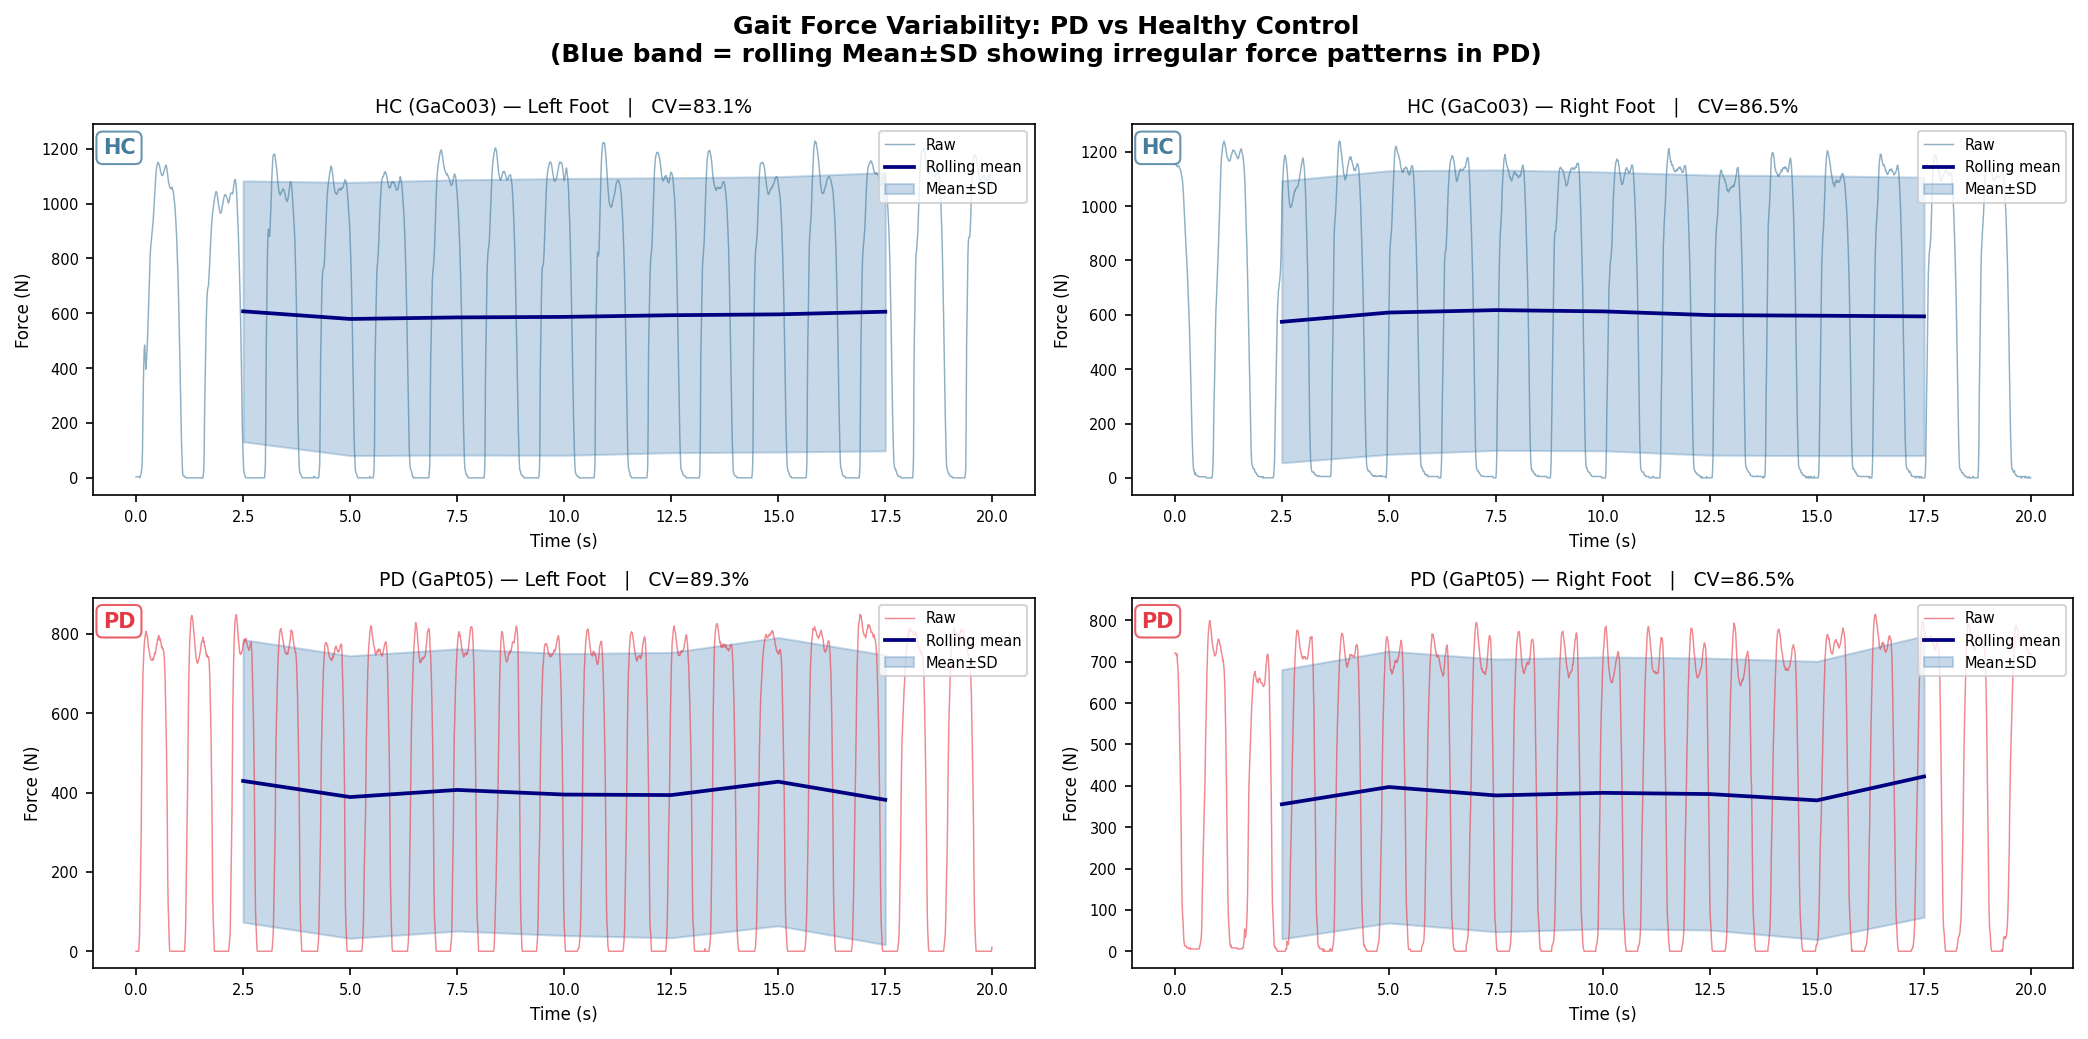 Gait Force Variability: PD vs Healthy Control
(Blue band = rolling Mean±SD showing irregular force patterns in PD)
HC (GaCo03) — Left Foot | CV=83.1%
HC
Raw
Rolling mean
Mean±SD
Force (N)
1200
1000
800
600
400
200
0
0.0 2.5 5.0 7.5 10.0 12.5 15.0 17.5 20.0
Time (s)
HC (GaCo03) — Right Foot | CV=86.5%
HC
Raw
Rolling mean
Mean±SD
Force (N)
1200
1000
800
600
400
200
0
0.0 2.5 5.0 7.5 10.0 12.5 15.0 17.5 20.0
Time (s)
PD (GaPt05) — Left Foot | CV=89.3%
PD
Raw
Rolling mean
Mean±SD
Force (N)
800
600
400
200
0
0.0 2.5 5.0 7.5 10.0 12.5 15.0 17.5 20.0
Time (s)
PD (GaPt05) — Right Foot | CV=86.5%
PD
Raw
Rolling mean
Mean±SD
Force (N)
800
700
600
500
400
300
200
100
0
0.0 2.5 5.0 7.5 10.0 12.5 15.0 17.5 20.0
Time (s)